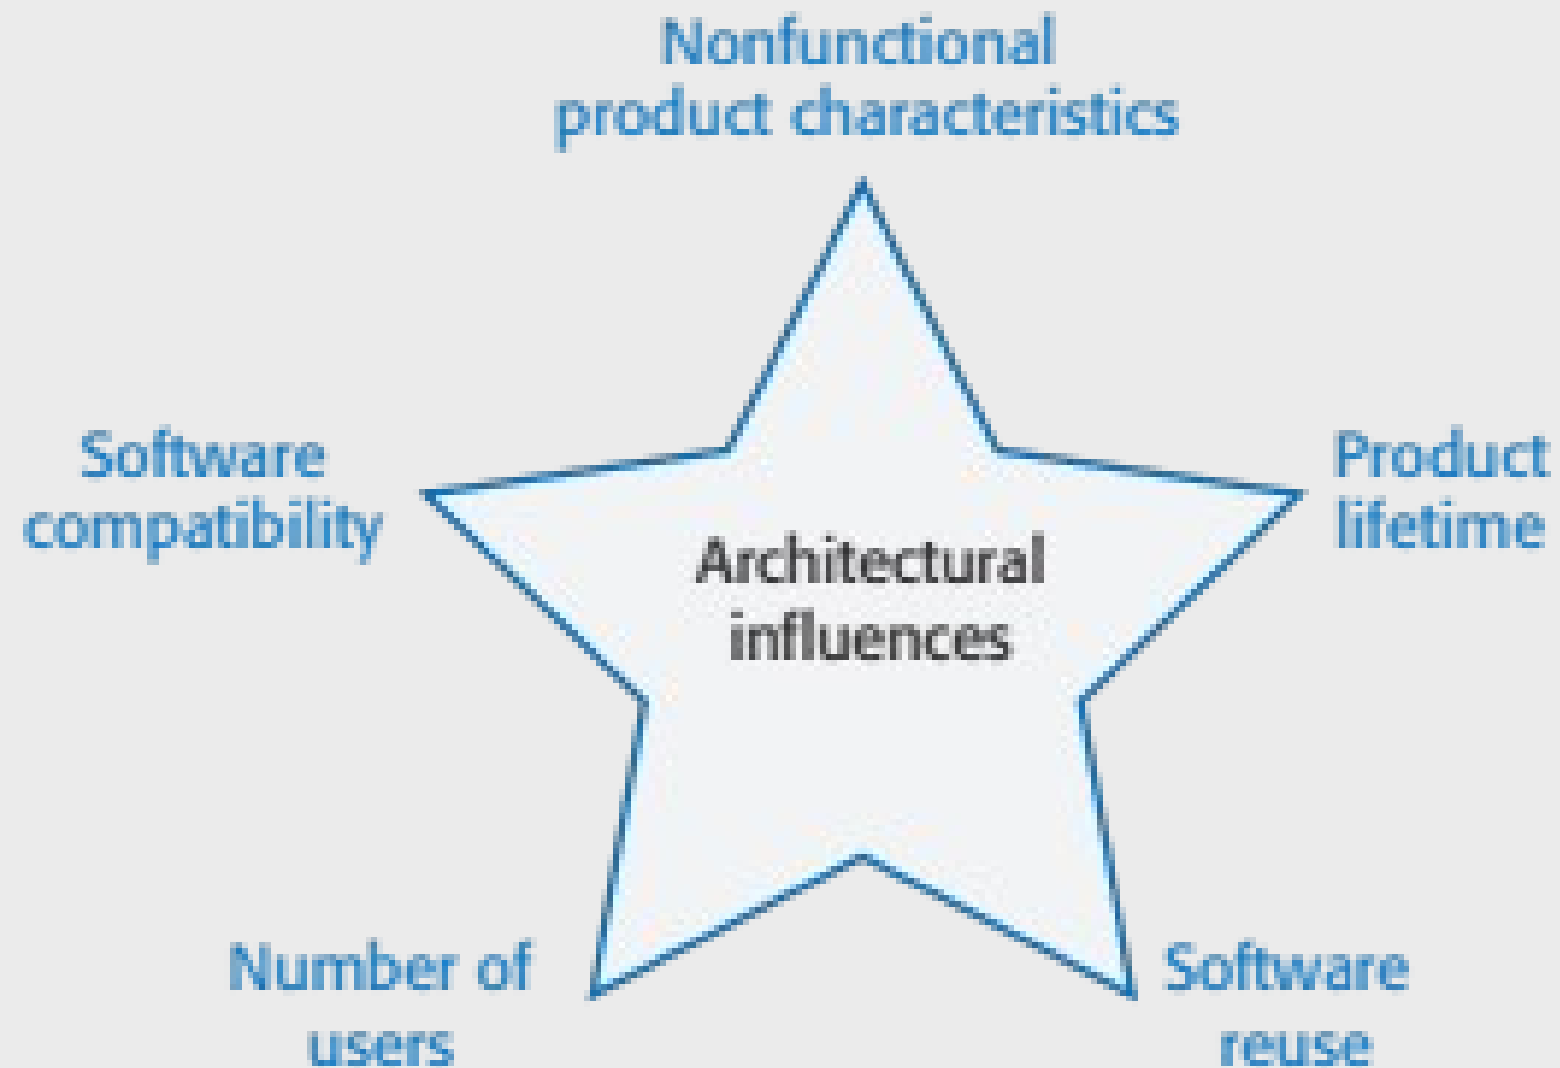 Nonfunctional
product characteristics
Software
compatibility
Product
lifetime
Architectural
influences
Number of
users
Software
reuse